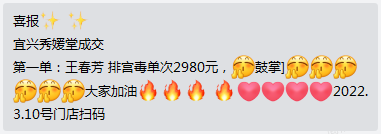 喜报✨ ✨
宜兴秀媛堂成交
第一单：王春芳 排宫毒单次2980元，🤭鼓掌]🤭🤭🤭
🤭🤭🤭大家加油🔥🔥🔥 🔥❤❤❤❤2022.
3.10号门店扫码